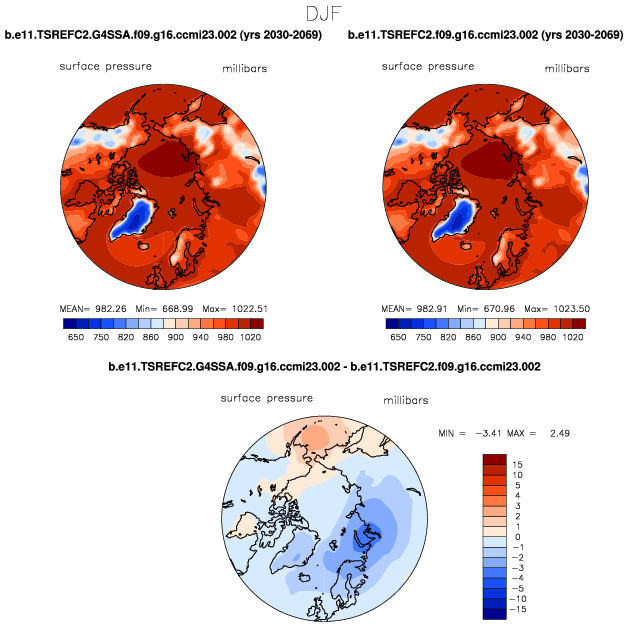 DJF
b.e11.TSREFC2.G4SSA.f09.g16.ccmi23.002 (yrs 2030-2069)
b.e11.TSREFC2.f09.g16.ccmi23.002 (yrs 2030-2069)
surface pressure millibars
surface pressure millibars
MEAN= 982.26 Min= 668.99 Max= 1022.51
MEAN= 982.91 Min= 670.96 Max= 1023.50
650 750 800 860 900 940 980 1020
650 750 800 860 900 940 980 1020
b.e11.TSREFC2.G4SSA.f09.g16.ccmi23.002 - b.e11.TSREFC2.f09.g16.ccmi23.002
surface pressure millibars
MIN = -3.41 MAX = 2.49
15
10
5
4
3
2
1
0
-1
-2
-3
-4
-5
-10
-15